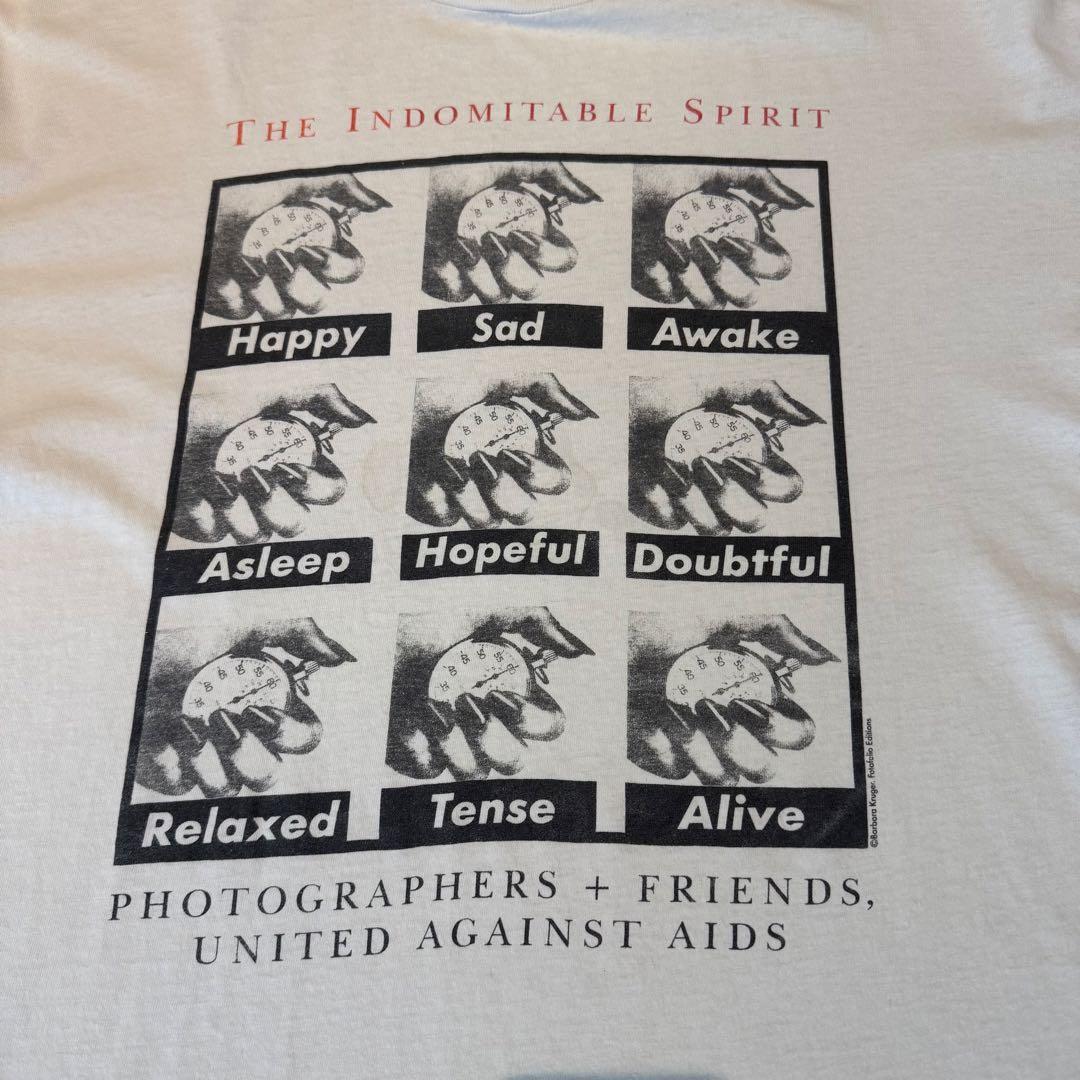 THE INDOMITABLE SPIRIT
Happy Sad Awake
Asleep Hopeful Doubtful
Relaxed Tense Alive
©Barbara Kruger. Fotofolio Editions
PHOTOGRAPHERS + FRIENDS,
UNITED AGAINST AIDS